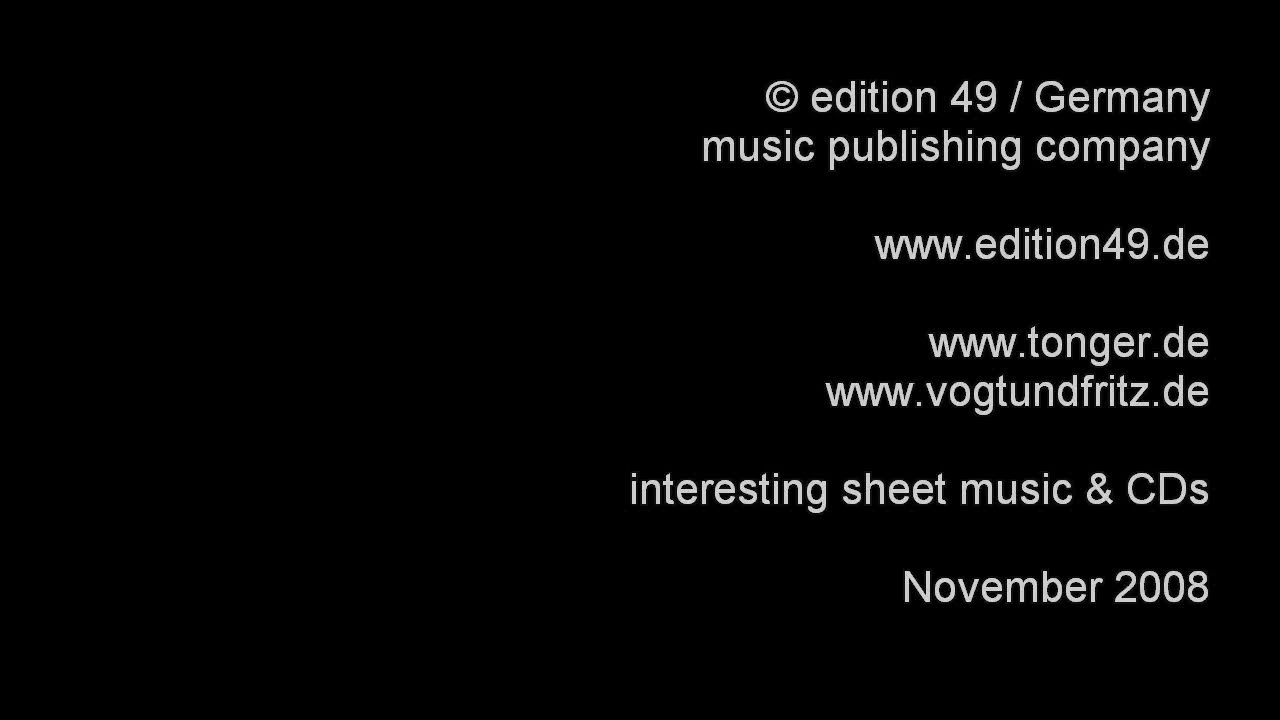 © edition 49 / Germany
music publishing company
www.edition49.de
www.tonger.de
www.vogtundfritz.de
interesting sheet music & CDs
November 2008